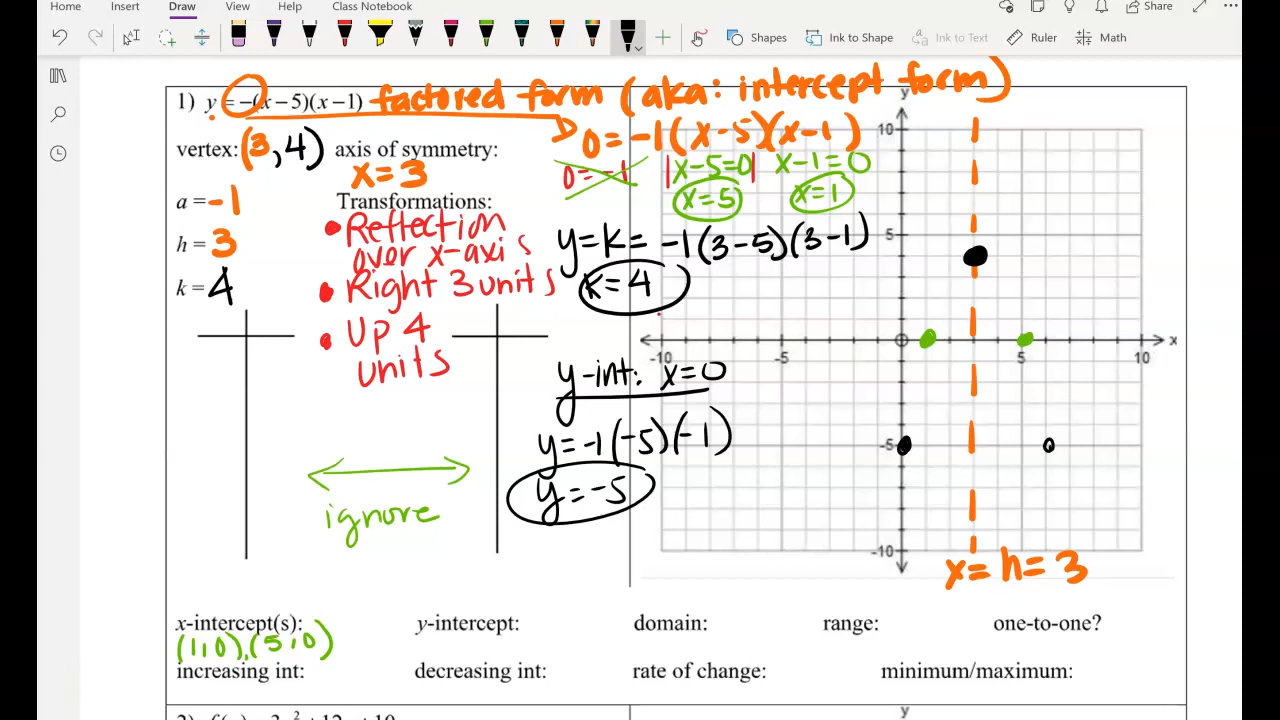 Home Insert Draw View Help Class Notebook Share
Shapes Ink to Shape Ink to Text Ruler Math
1) y = −(x − 5)(x − 1) factored form (aka: intercept form)
0 = -1(x-5)(x-1)
vertex: (3, 4) axis of symmetry:
x = 3
0 = -1 x-5=0 x-1=0
x=5 x=1
a = -1 Transformations:
• Reflection over x-axis
h = 3
k = 4
• Right 3 units
• Up 4 units
y = k = -1(3-5)(3-1)
k = 4
y-int: x=0
y = -1(-5)(-1)
y = -5
ignore
y
10
5
-10 -5 0 5 10 x
-5
-10
x = h = 3
x-intercept(s): y-intercept: domain: range: one-to-one?
(1,0),(5,0)
increasing int: decreasing int: rate of change: minimum/maximum:
y